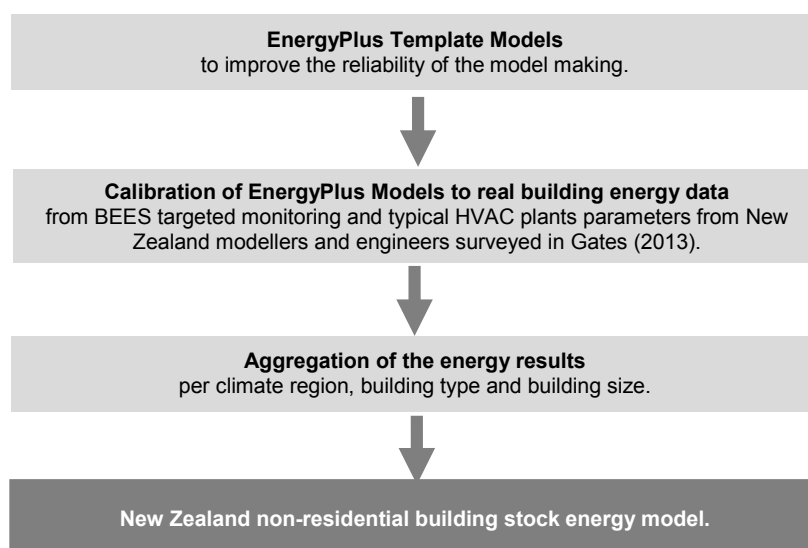 EnergyPlus Template Models
to improve the reliability of the model making.
Calibration of EnergyPlus Models to real building energy data
from BEES targeted monitoring and typical HVAC plants parameters from New
Zealand modellers and engineers surveyed in Gates (2013).
Aggregation of the energy results
per climate region, building type and building size.
New Zealand non-residential building stock energy model.